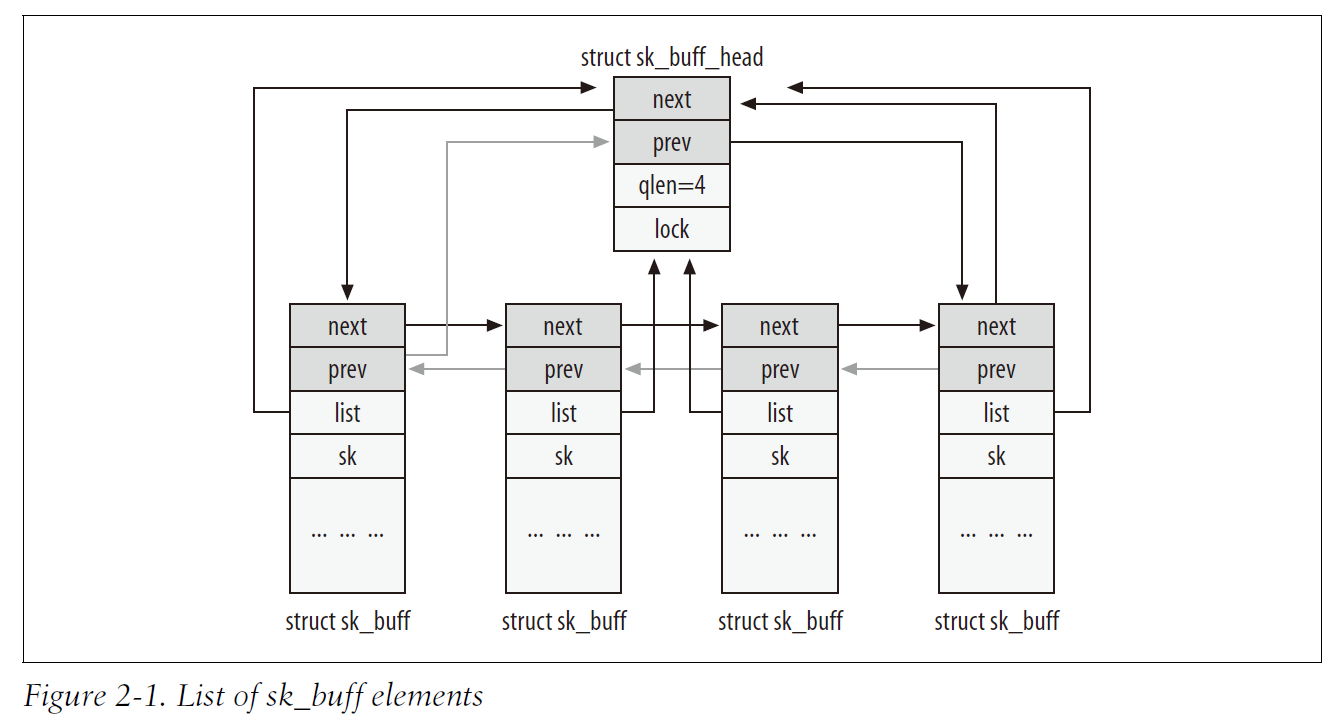 struct sk_buff_head
next
prev
qlen=4
lock
next next next next
prev prev prev prev
list list list list
sk sk sk sk
... ... ... ... ... ... ... ... ... ... ... ...
struct sk_buff struct sk_buff struct sk_buff struct sk_buff
Figure 2-1. List of sk_buff elements